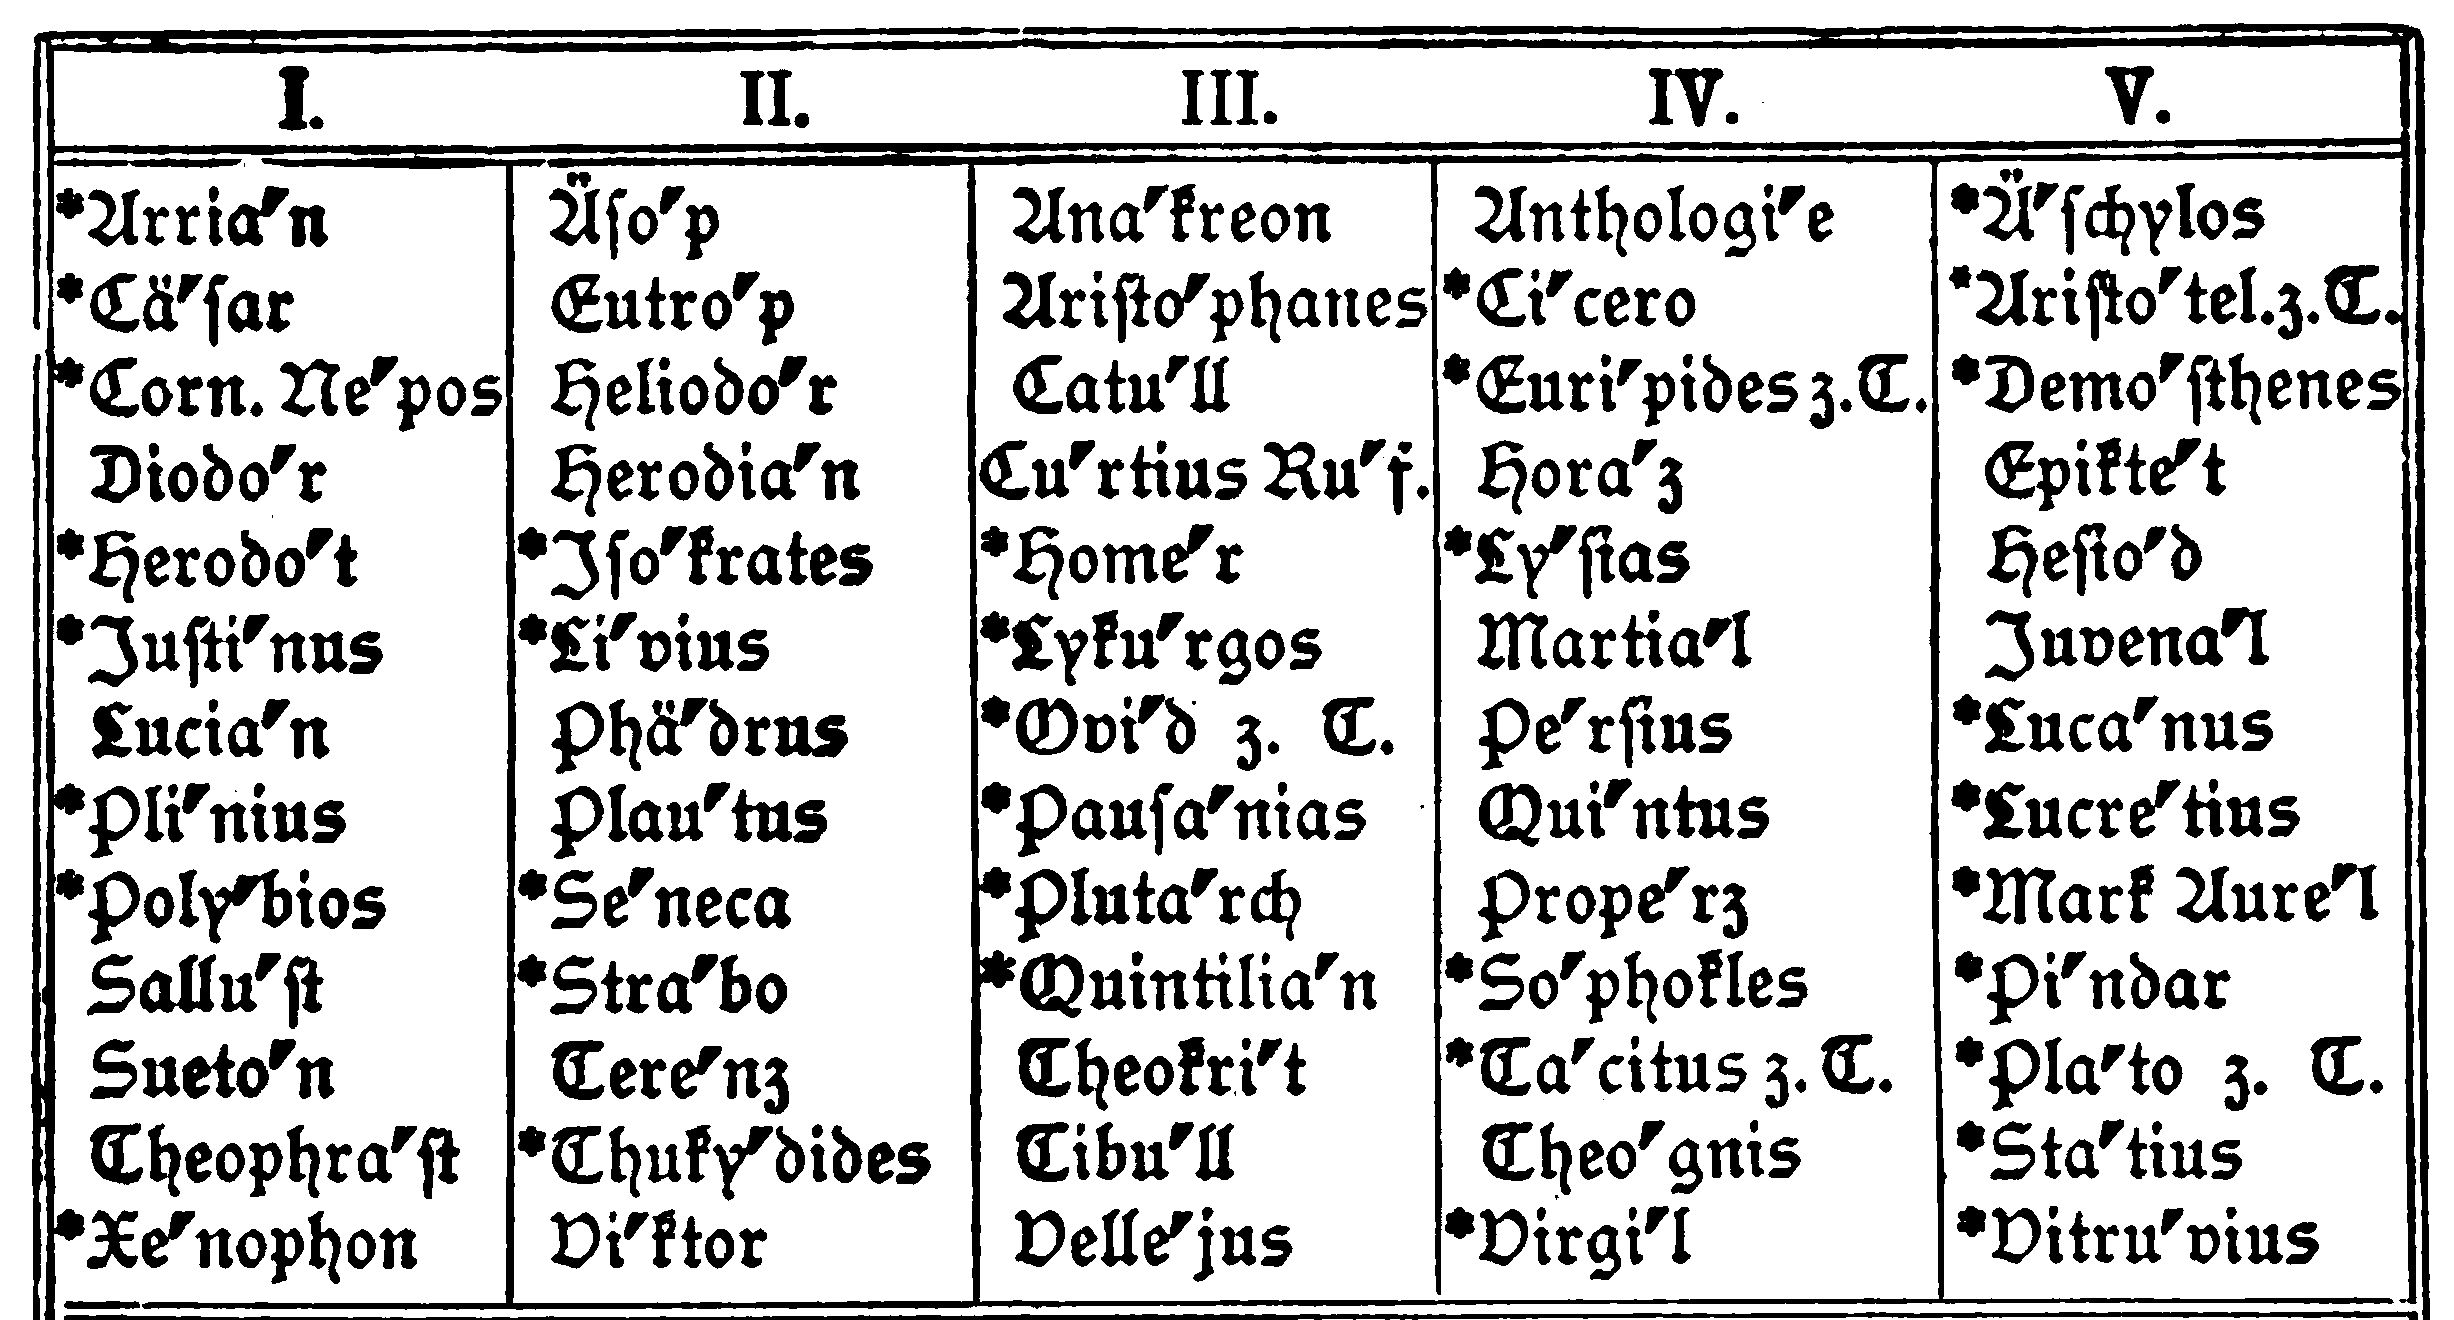 I. II. III. IV. V.
*Arria′n Äſo′p Ana′kreon Anthologi′e *Ä′ſchylos
*Cä′ſar Eutro′p Ariſto′phanes *Ci′cero *Ariſto′tel.z.T.
*Corn. Ne′pos Heliodo′r Catu′ll *Euri′pides z.T. *Demo′ſthenes
Diodo′r Herodia′n Cu′rtius Ru′f. Hora′z Epikte′t
*Herodo′t *Iſo′krates *Home′r *Ly′ſias Heſio′d
*Juſti′nus *Li′vius *Lyku′rgos Martia′l Juvena′l
Lucia′n Phä′drus *Ovi′d z. T. Pe′rſius *Luca′nus
*Pli′nius Plau′tus *Pauſa′nias Qui′ntus *Lucre′tius
*Poly′bios *Se′neca *Pluta′rch Prope′rz *Mark Aure′l
Sallu′ſt *Stra′bo *Quintilia′n *So′phokles *Pi′ndar
Sueto′n Tere′nz Theokri′t *Ta′citus z. T. *Pla′to z. T.
Theophra′ſt *Thuky′dides Tibu′ll Theo′gnis *Sta′tius
*Xe′nophon Vi′ktor Velle′jus *Virgi′l *Vitru′vius